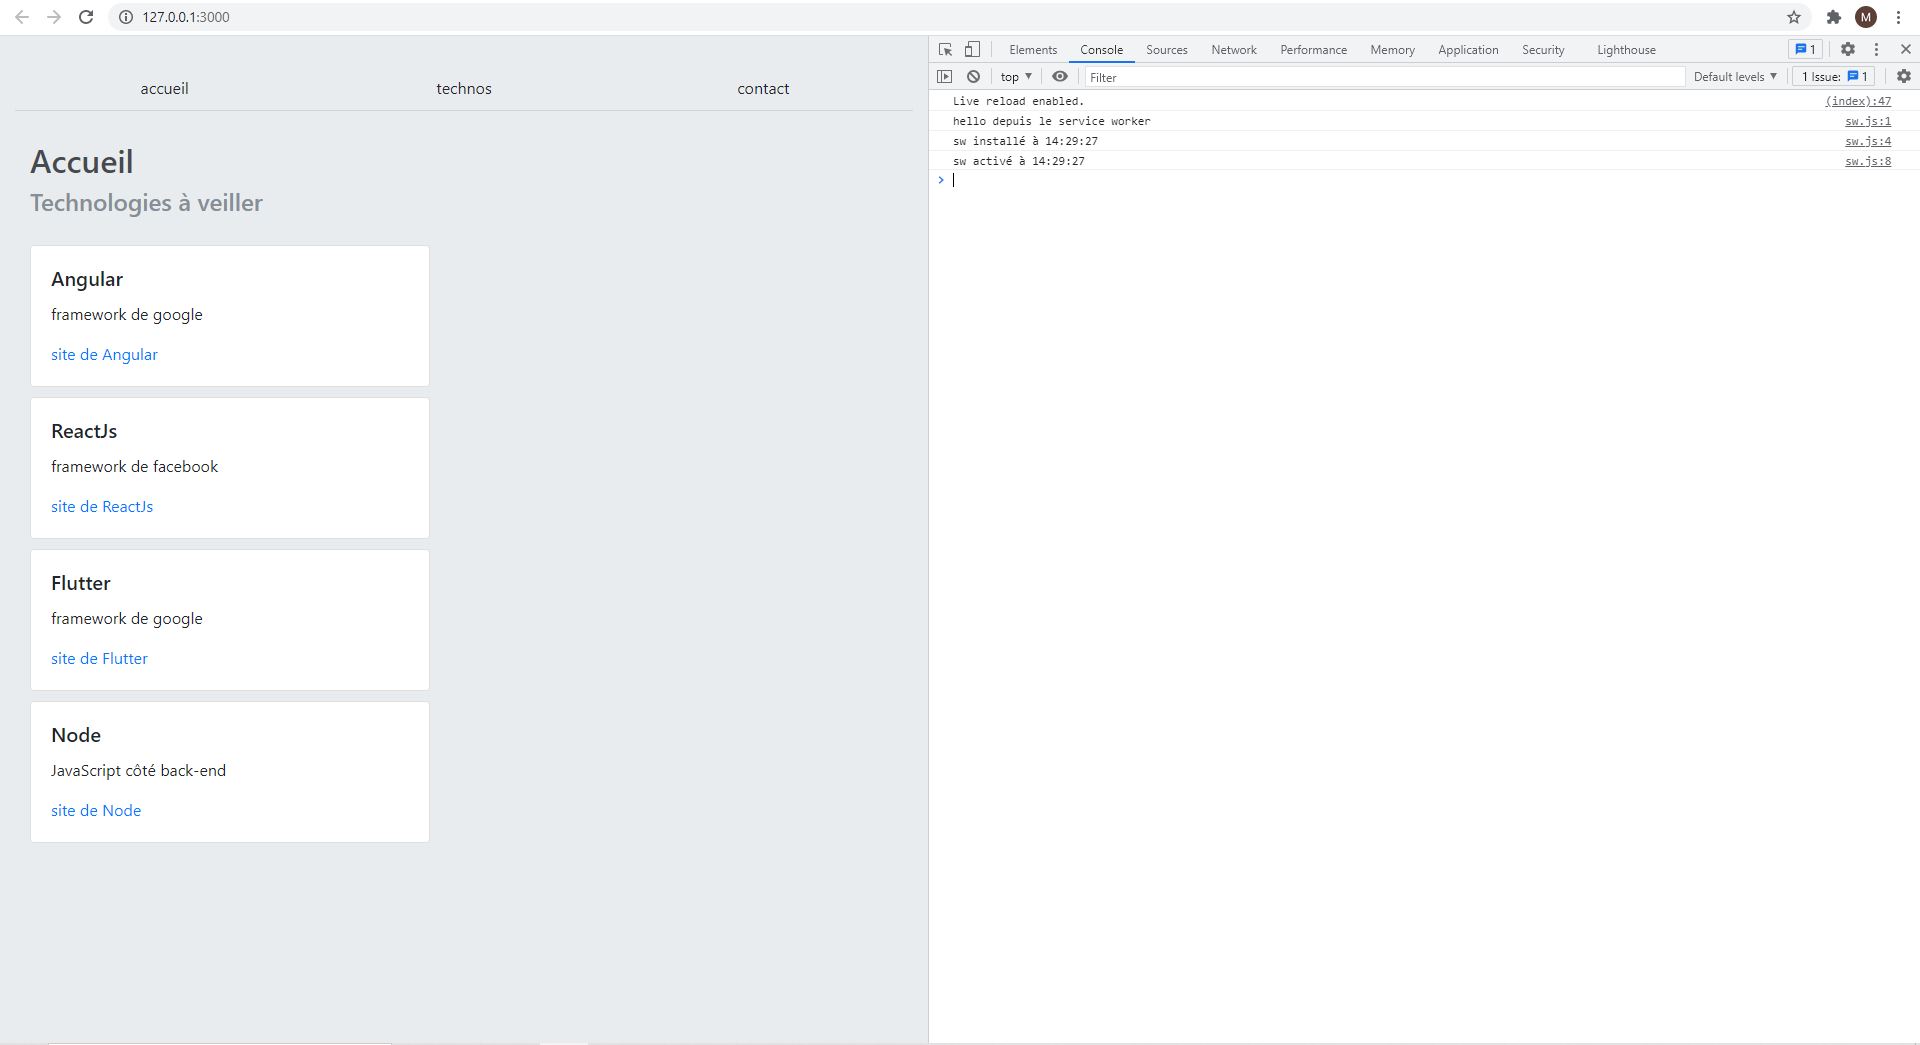 127.0.0.1:3000
M
accueil
technos
contact
Accueil
Technologies à veiller
Angular
framework de google
site de Angular
ReactJs
framework de facebook
site de ReactJs
Flutter
framework de google
site de Flutter
Node
JavaScript côté back-end
site de Node
Elements Console Sources Network Performance Memory Application Security Lighthouse 1
top Filter Default levels 1 Issue: 1
Live reload enabled. (index):47
hello depuis le service worker sw.js:1
sw installé à 14:29:27 sw.js:4
sw activé à 14:29:27 sw.js:8